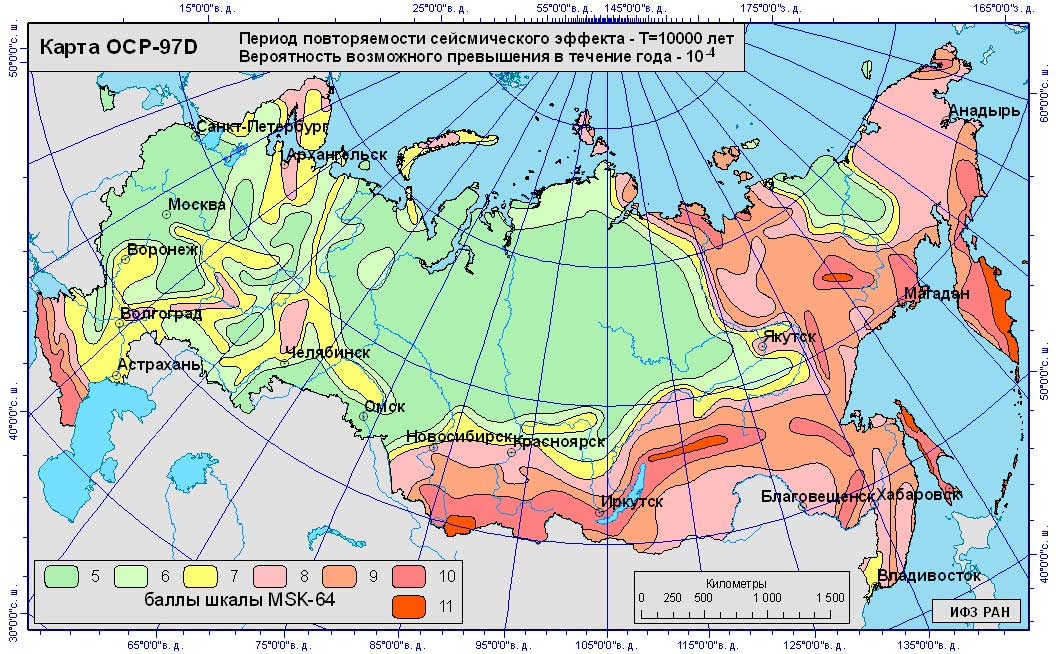 15°0'0"в. д. 25°0'0"в. д. 55°0'0"в. д. 145°0'0"в. д. 175°0'0"в. д. 165°0'0"в. д.
Карта ОСР-97D
Период повторяемости сейсмического эффекта - Т=10000 лет
Вероятность возможного превышения в течение года - 10-4
50°0'0"с. ш.
60°0'0"с. ш.
Анадырь
Санкт-Петербург
Архангельск
Москва
Воронеж
Магадан
Волгоград
Якутск
Челябинск
Астрахань
50°0'0"с. ш.
40°0'0"с. ш.
Омск
Новосибирск
Красноярск
Иркутск
Благовещенск
Хабаровск
40°0'0"с. ш.
Владивосток
5 6 7 8 9 10
баллы шкалы MSK-64
11
Километры
0 250 500 1 000 1 500
ИФЗ РАН
30°0'0"с. ш.
65°0'0"в. д. 75°0'0"в. д. 85°0'0"в. д. 95°0'0"в. д. 105°0'0"в. д. 115°0'0"в. д. 125°0'0"в. д. 135°0'0"в. д.